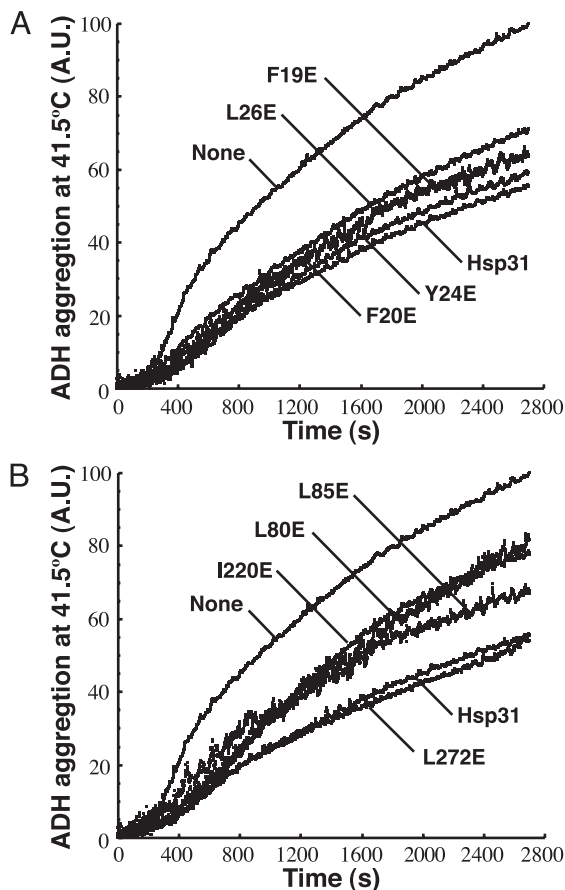 A
ADH aggregtion at 41.5°C (A.U.)
100
80
60
40
20
0
F19E
L26E
None
Hsp31
Y24E
F20E
0 400 800 1200 1600 2000 2400 2800
Time (s)
B
ADH aggregtion at 41.5°C (A.U.)
100
80
60
40
20
0
L85E
L80E
I220E
None
Hsp31
L272E
0 400 800 1200 1600 2000 2400 2800
Time (s)